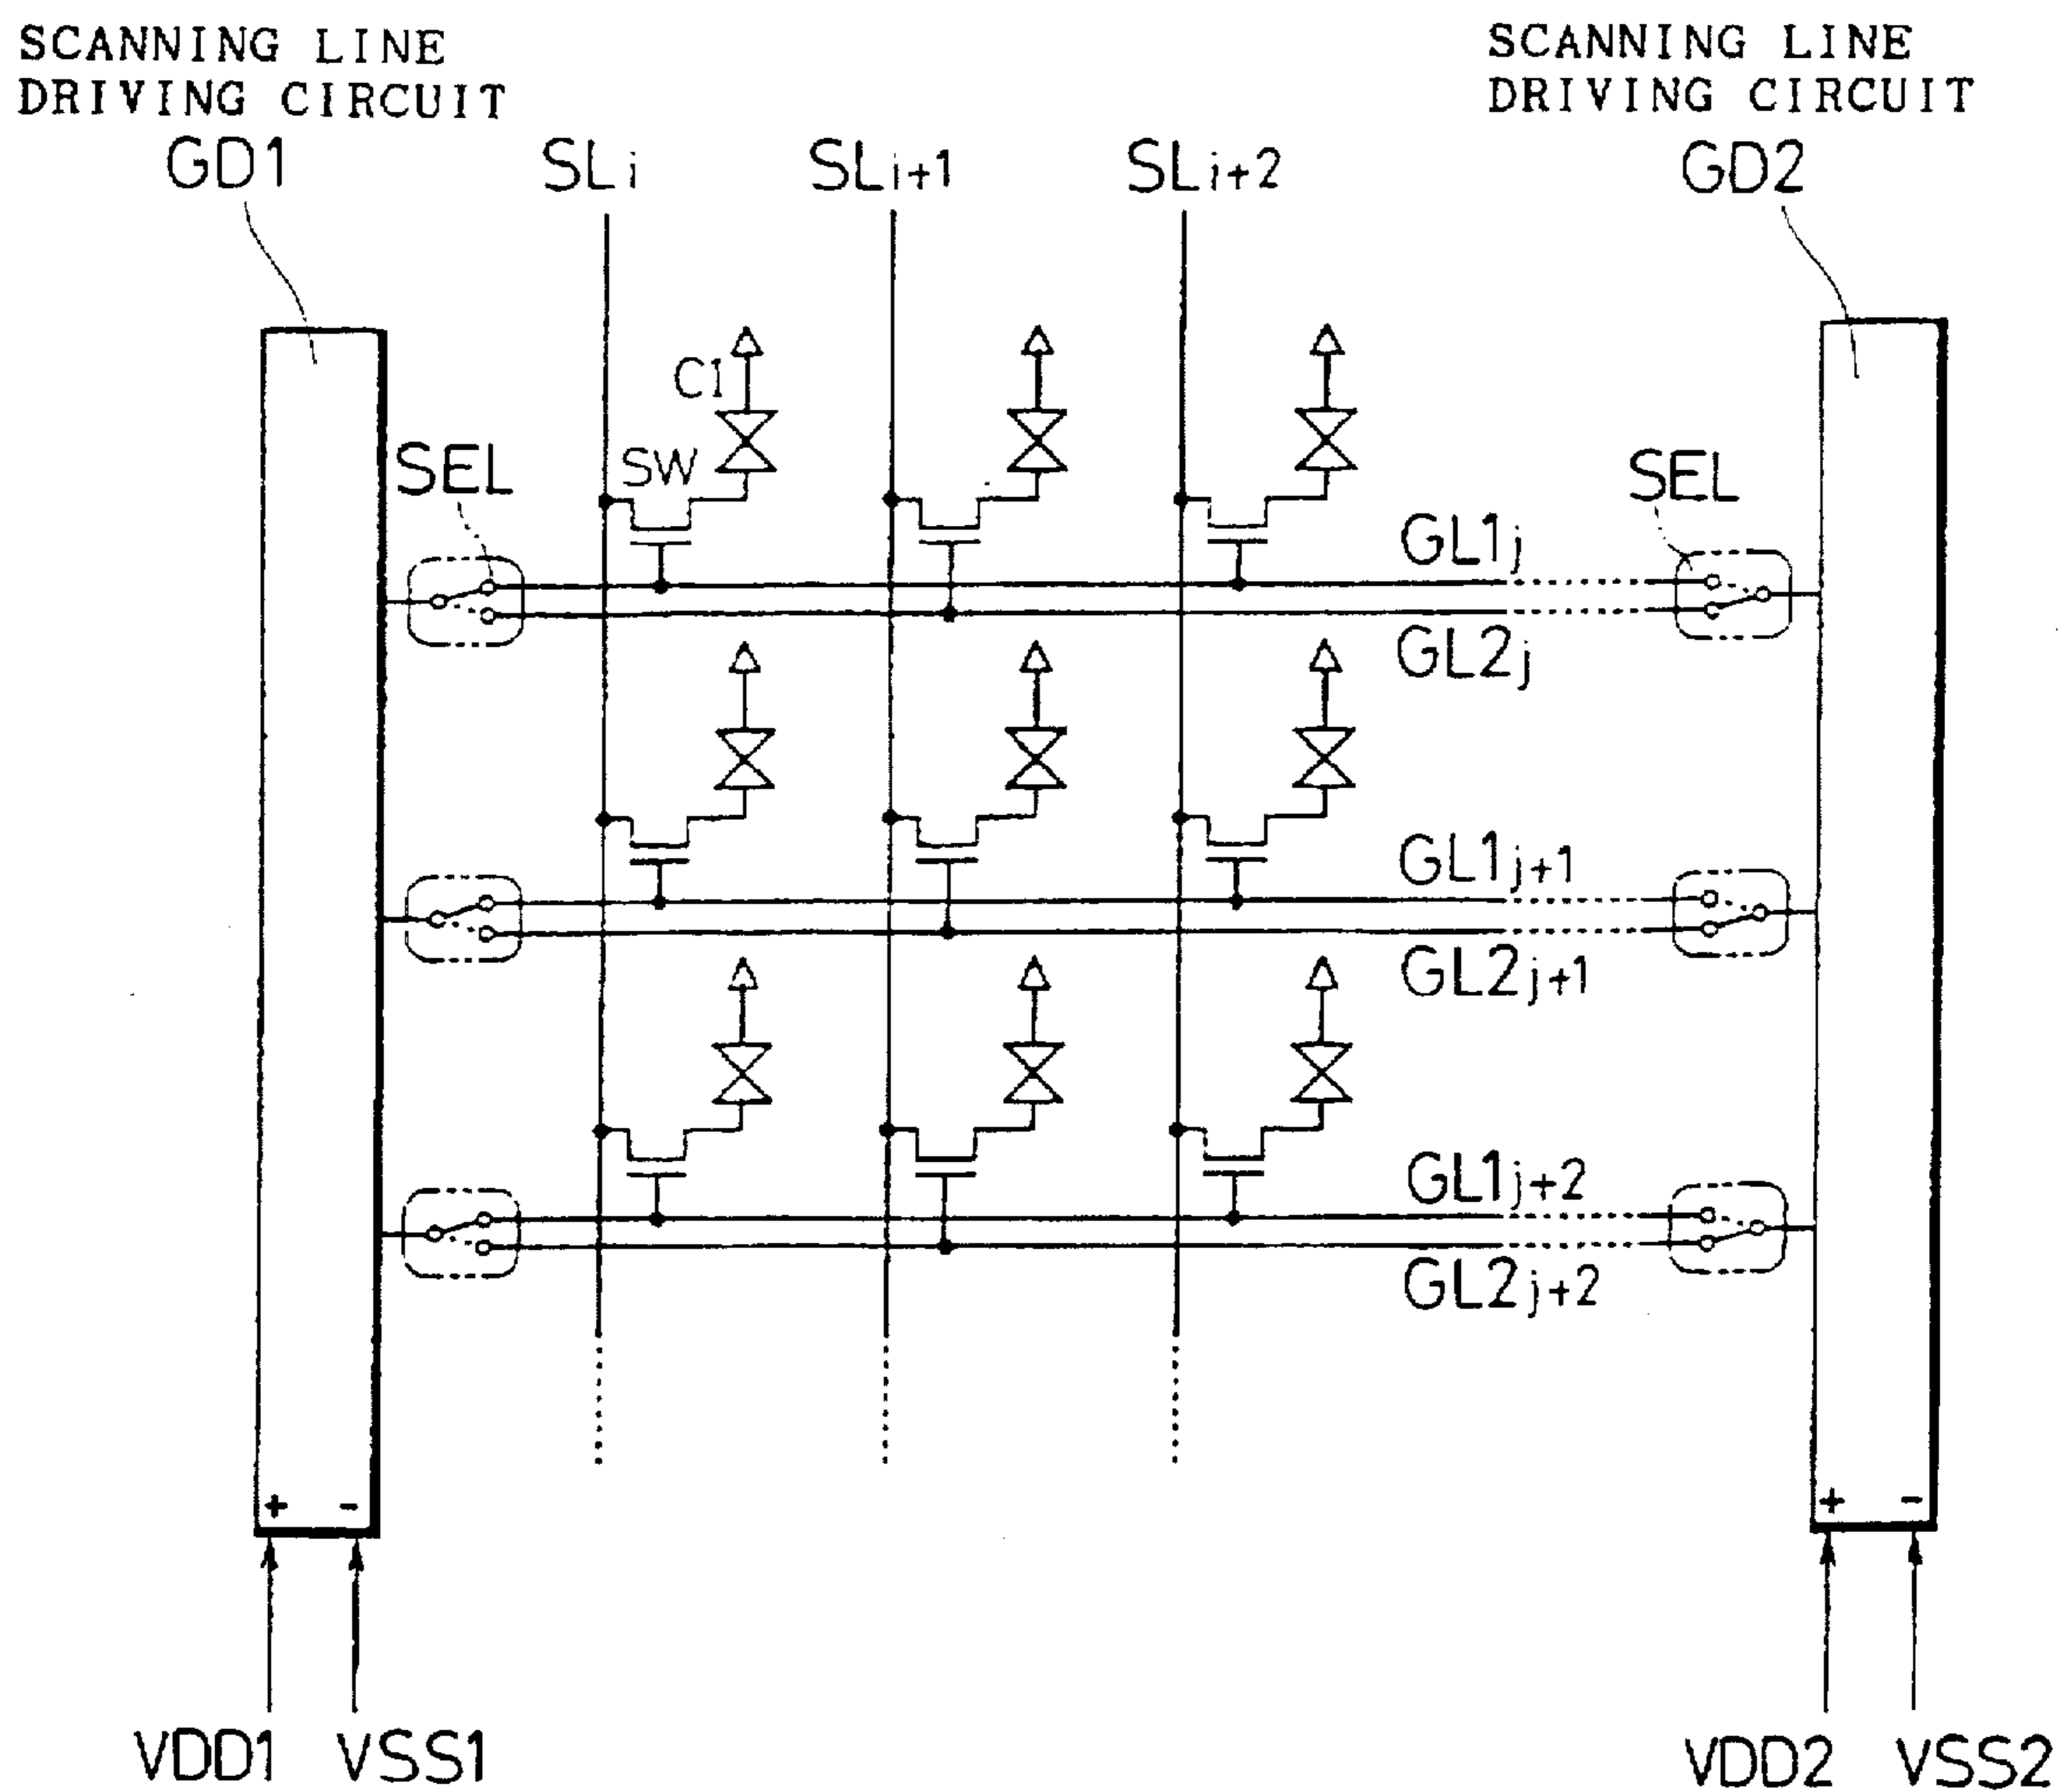 SCANNING LINE
DRIVING CIRCUIT
GD1
SLi
SLi+1
SLi+2
SCANNING LINE
DRIVING CIRCUIT
GD2
Cl
SW
SEL
SEL
GL1j
GL2j
GL1j+1
GL2j+1
GL1j+2
GL2j+2
+ -
+ -
VDD1
VSS1
VDD2
VSS2